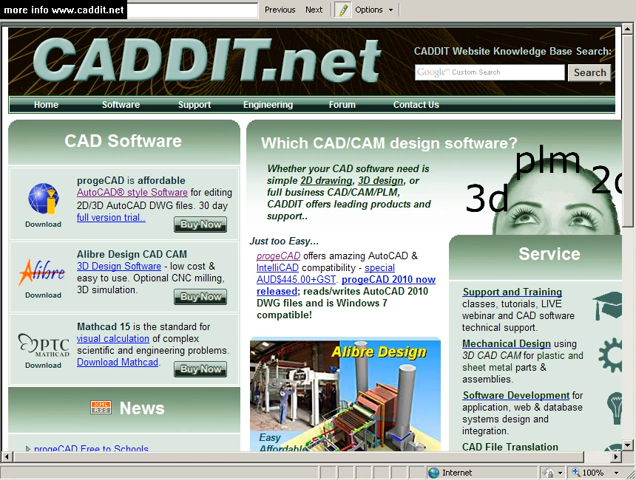 more info www.caddit.net
Previous Next Options
CADDIT.net
CADDIT Website Knowledge Base Search:
Google™ Custom Search
Search
Home Software Support Engineering Forum Contact Us
CAD Software
progeCAD is affordable
AutoCAD® style Software for editing
2D/3D AutoCAD DWG files. 30 day
full version trial..
Download
Buy Now
Alibre Design CAD CAM
3D Design Software - low cost &
easy to use. Optional CNC milling,
3D simulation.
Alibre
Download
Buy Now
Mathcad 15 is the standard for
visual calculation of complex
scientific and engineering problems.
Download Mathcad.
PTC
MATHCAD
Download
Buy Now
XML
RSS
News
progeCAD Free to Schools
Which CAD/CAM design software?
Whether your CAD software need is
simple 2D drawing, 3D design, or
full business CAD/CAM/PLM,
CADDIT offers leading products and
support..
3d
plm
2d
Just too Easy...
progeCAD offers amazing AutoCAD &
IntelliCAD compatibility - special
AUD$445.00+GST. progeCAD 2010 now
released; reads/writes AutoCAD 2010
DWG files and is Windows 7
compatible!
Alibre Design
Easy
Affordable
Service
Support and Training
classes, tutorials, LIVE
webinar and CAD software
technical support.
Mechanical Design using
3D CAD CAM for plastic and
sheet metal parts &
assemblies.
Software Development for
application, web & database
systems design and
integration.
CAD File Translation
Internet
100%